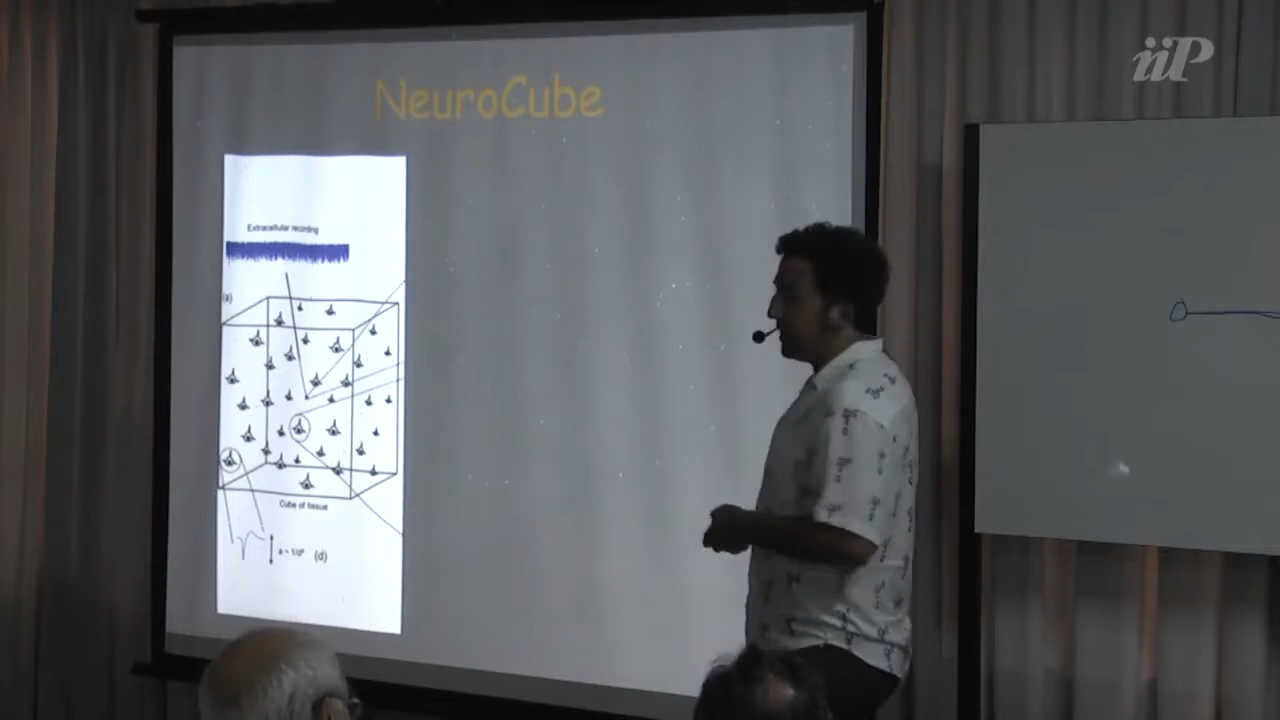 iiP
NeuroCube
Extracellular recording
(a)
Cube of tissue
(d)